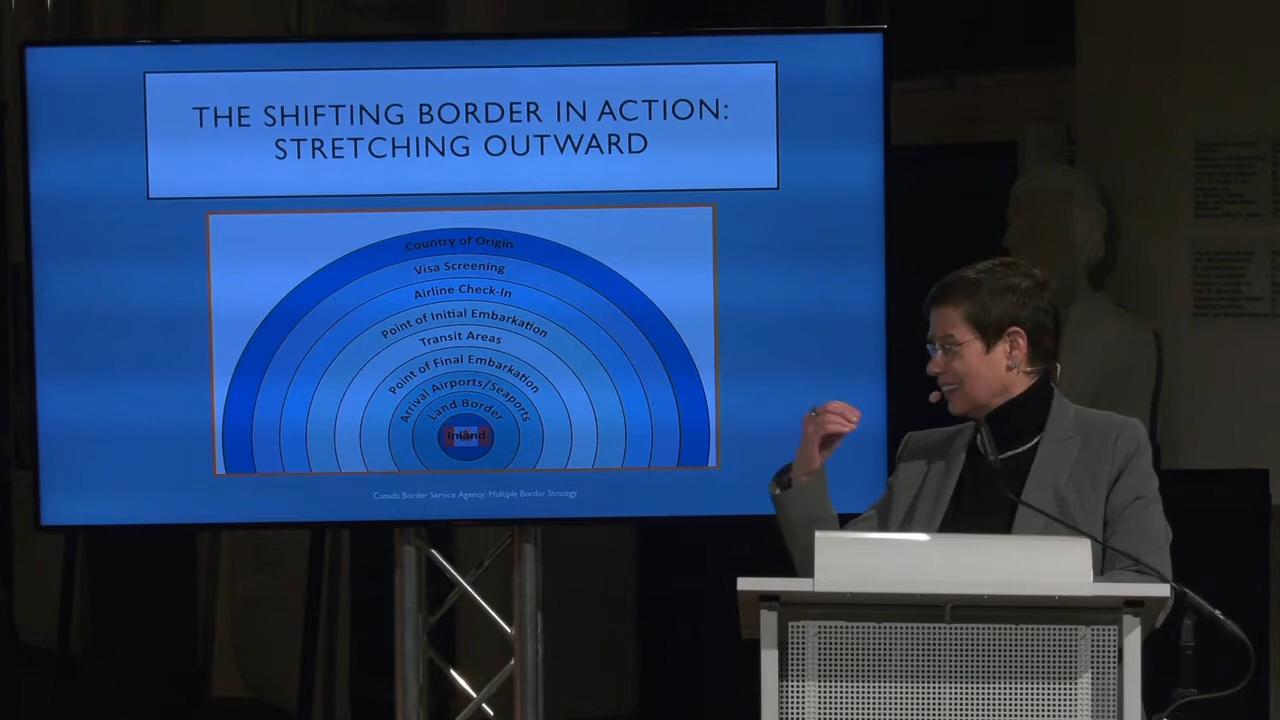 THE SHIFTING BORDER IN ACTION:
STRETCHING OUTWARD
Country of Origin
Visa Screening
Airline Check-In
Point of Initial Embarkation
Transit Areas
Point of Final Embarkation
Arrival Airports/Seaports
Land Border
Inland
Canada Border Service Agency: Multiple Border Strategy